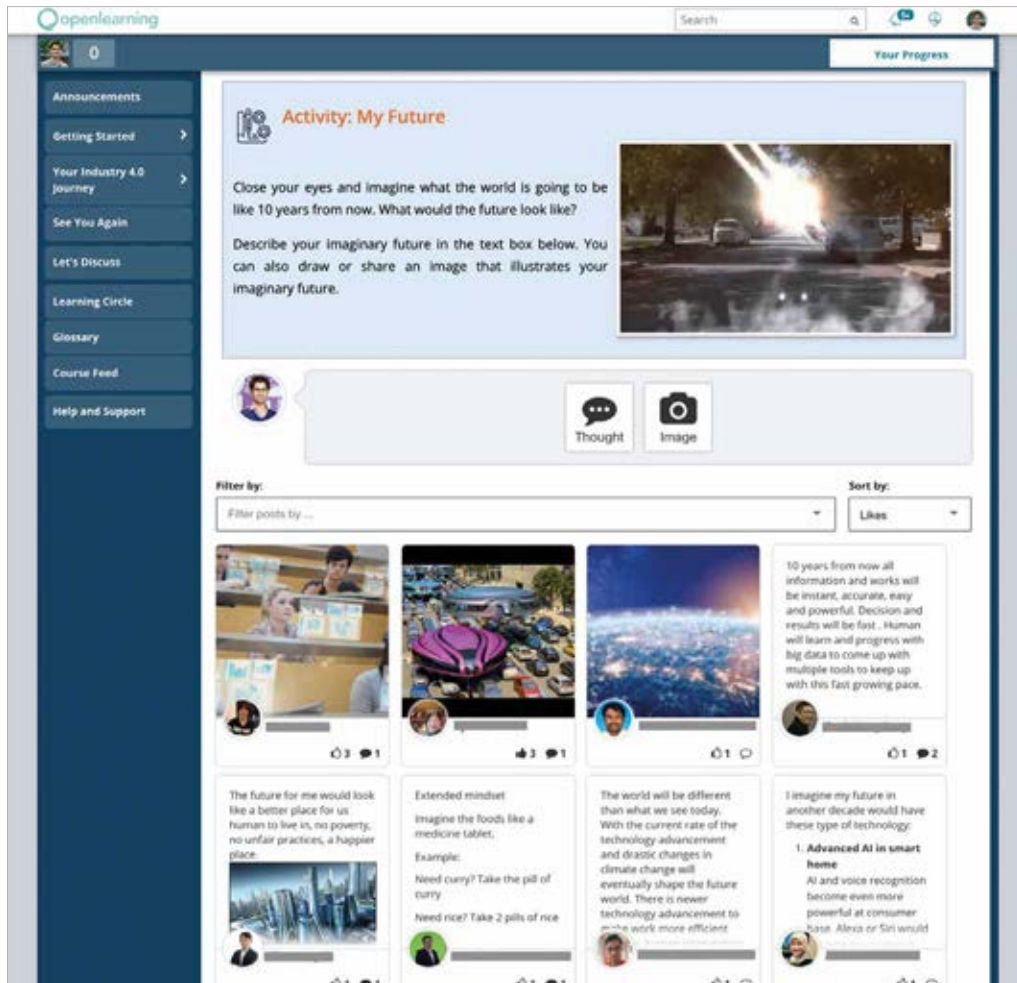 openlearning
Search
5+
0
Your Progress
Announcements
Getting Started
Your Industry 4.0
Journey
See You Again
Let's Discuss
Learning Circle
Glossary
Course Feed
Help and Support
Activity: My Future
Close your eyes and imagine what the world is going to be
like 10 years from now. What would the future look like?
Describe your imaginary future in the text box below. You
can also draw or share an image that illustrates your
imaginary future.
Thought
Image
Filter by:
Sort by:
Filter posts by ...
Likes
10 years from now all
information and works will
be instant, accurate, easy
and powerful. Decision and
results will be fast . Human
will learn and progress with
big data to come up with
multiple tools to keep up
with this fast growing pace.
3 1
3 1
1
1 2
The future for me would look
like a better place for us
human to live in, no poverty,
no unfair practices, a happier
place.
Extended mindset
Imagine the foods like a
medicine tablet,
Example:
Need curry? Take the pill of
curry
Need rice? Take 2 pills of rice
The world will be different
than what we see today.
With the current rate of the
technology advancement
and drastic changes in
climate change will
eventually shape the future
world. There is newer
technology advancement to
make work more efficient
I imagine my future in
another decade would have
these type of technology:
1. Advanced AI in smart
home
AI and voice recognition
become even more
powerful at consumer
base. Alexa or Siri would
1 1
1 1
1
1